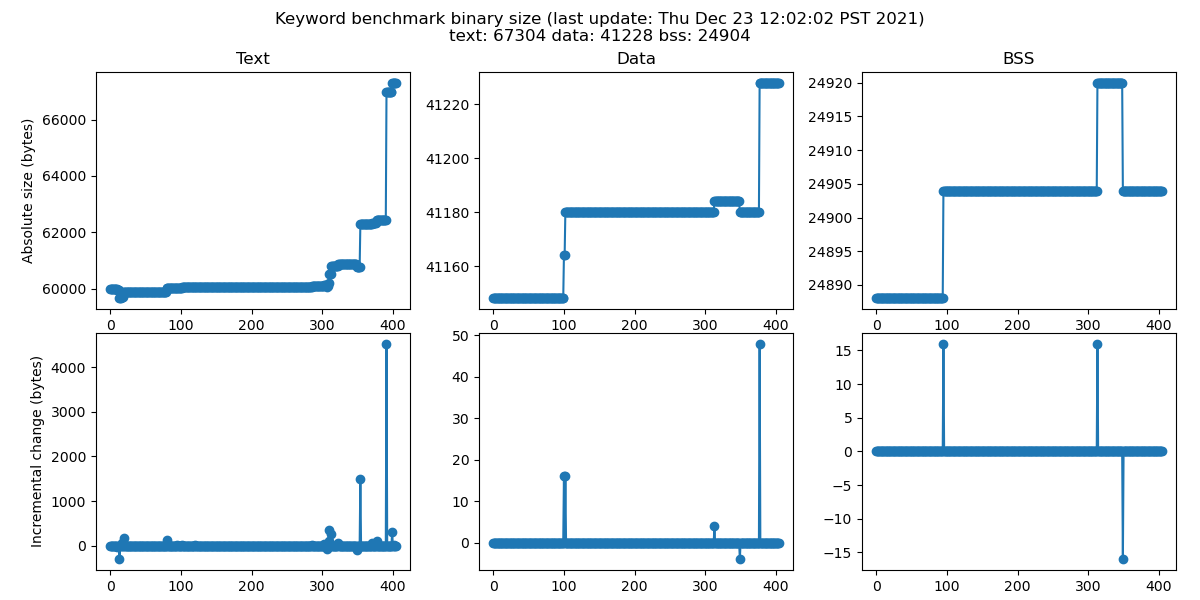 Keyword benchmark binary size (last update: Thu Dec 23 12:02:02 PST 2021)
text: 67304 data: 41228 bss: 24904
Text
Data
BSS
Absolute size (bytes)
66000
64000
62000
60000
0 100 200 300 400
41220
41200
41180
41160
0 100 200 300 400
24920
24915
24910
24905
24900
24895
24890
0 100 200 300 400
Incremental change (bytes)
4000
3000
2000
1000
0
0 100 200 300 400
50
40
30
20
10
0
0 100 200 300 400
15
10
5
0
−5
−10
−15
0 100 200 300 400